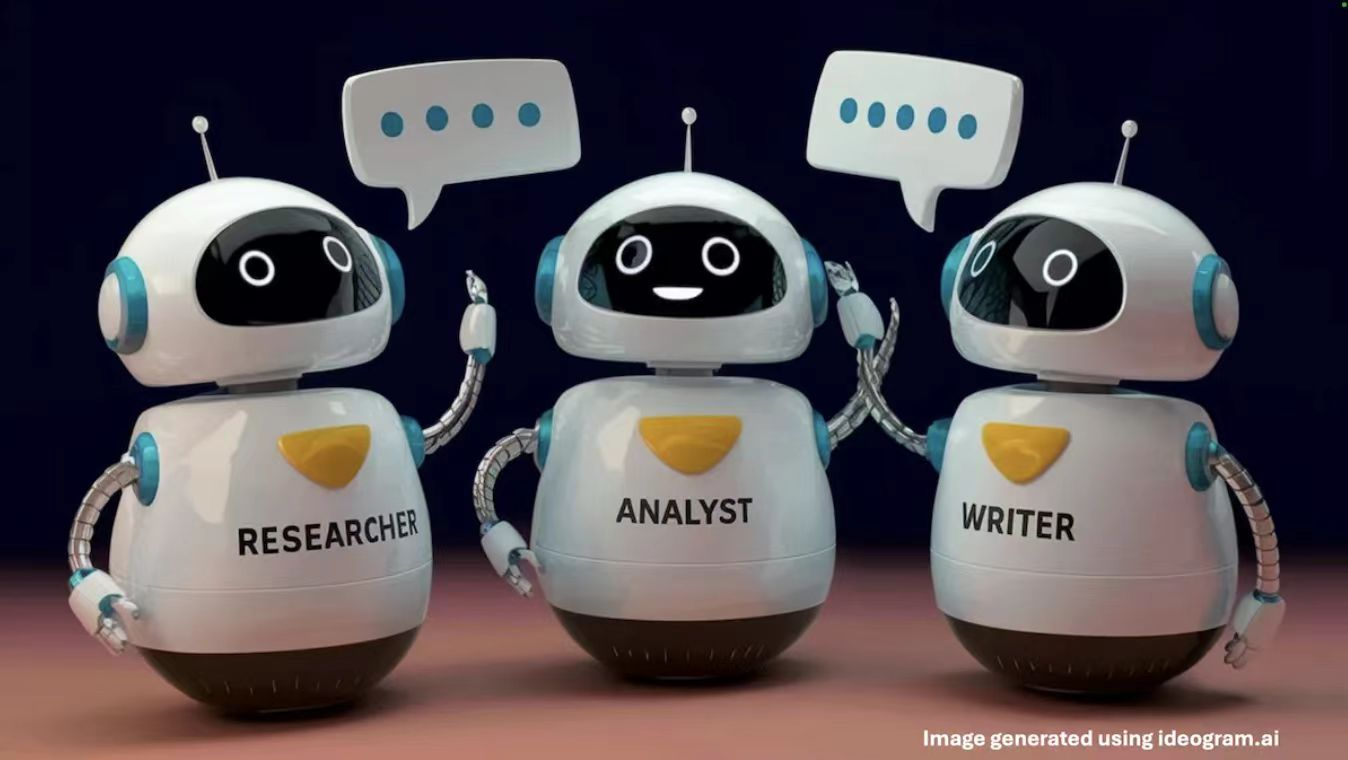 RESEARCHER
ANALYST
WRITER
Image generated using ideogram.ai